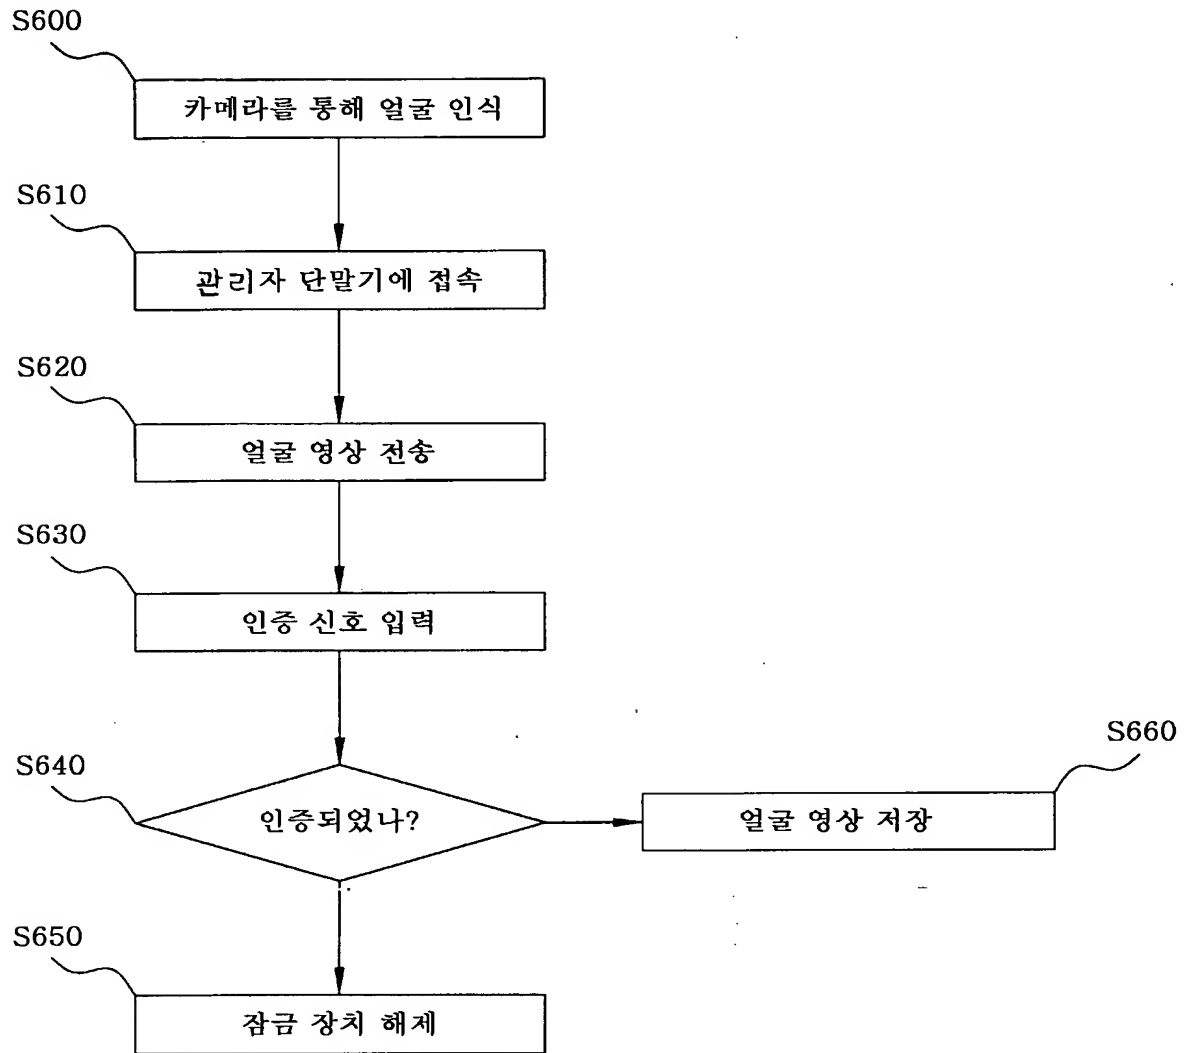 S600
카메라를 통해 얼굴 인식
S610
관리자 단말기에 접속
S620
얼굴 영상 전송
S630
인증 신호 입력
S640
인증되었나?
S660
얼굴 영상 저장
S650
잠금 장치 해제